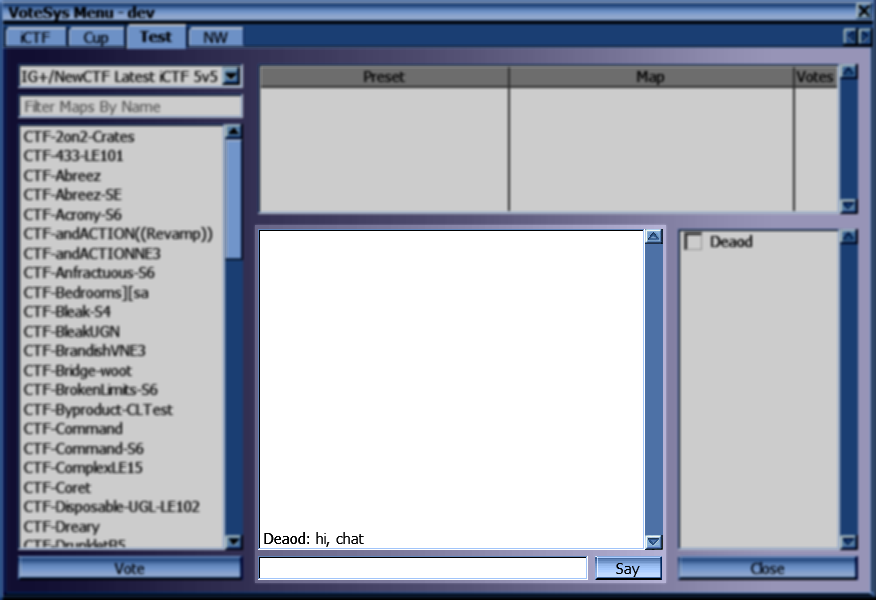 VoteSys Menu - dev
iCTF Cup Test NW
IG+/NewCTF Latest iCTF 5v5
Filter Maps By Name
CTF-2on2-Crates
CTF-433-LE101
CTF-Abreez
CTF-Abreez-SE
CTF-Acrony-S6
CTF-andACTION((Revamp))
CTF-andACTIONNE3
CTF-Anfractuous-S6
CTF-Bedrooms][sa
CTF-Bleak-S4
CTF-BleakUGN
CTF-BrandishVNE3
CTF-Bridge-woot
CTF-BrokenLimits-S6
CTF-Byproduct-CLTest
CTF-Command
CTF-Command-S6
CTF-ComplexLE15
CTF-Coret
CTF-Disposable-UGL-LE102
CTF-Dreary
Vote
Preset Map Votes
Deaod: hi, chat
Say
Deaod
Close